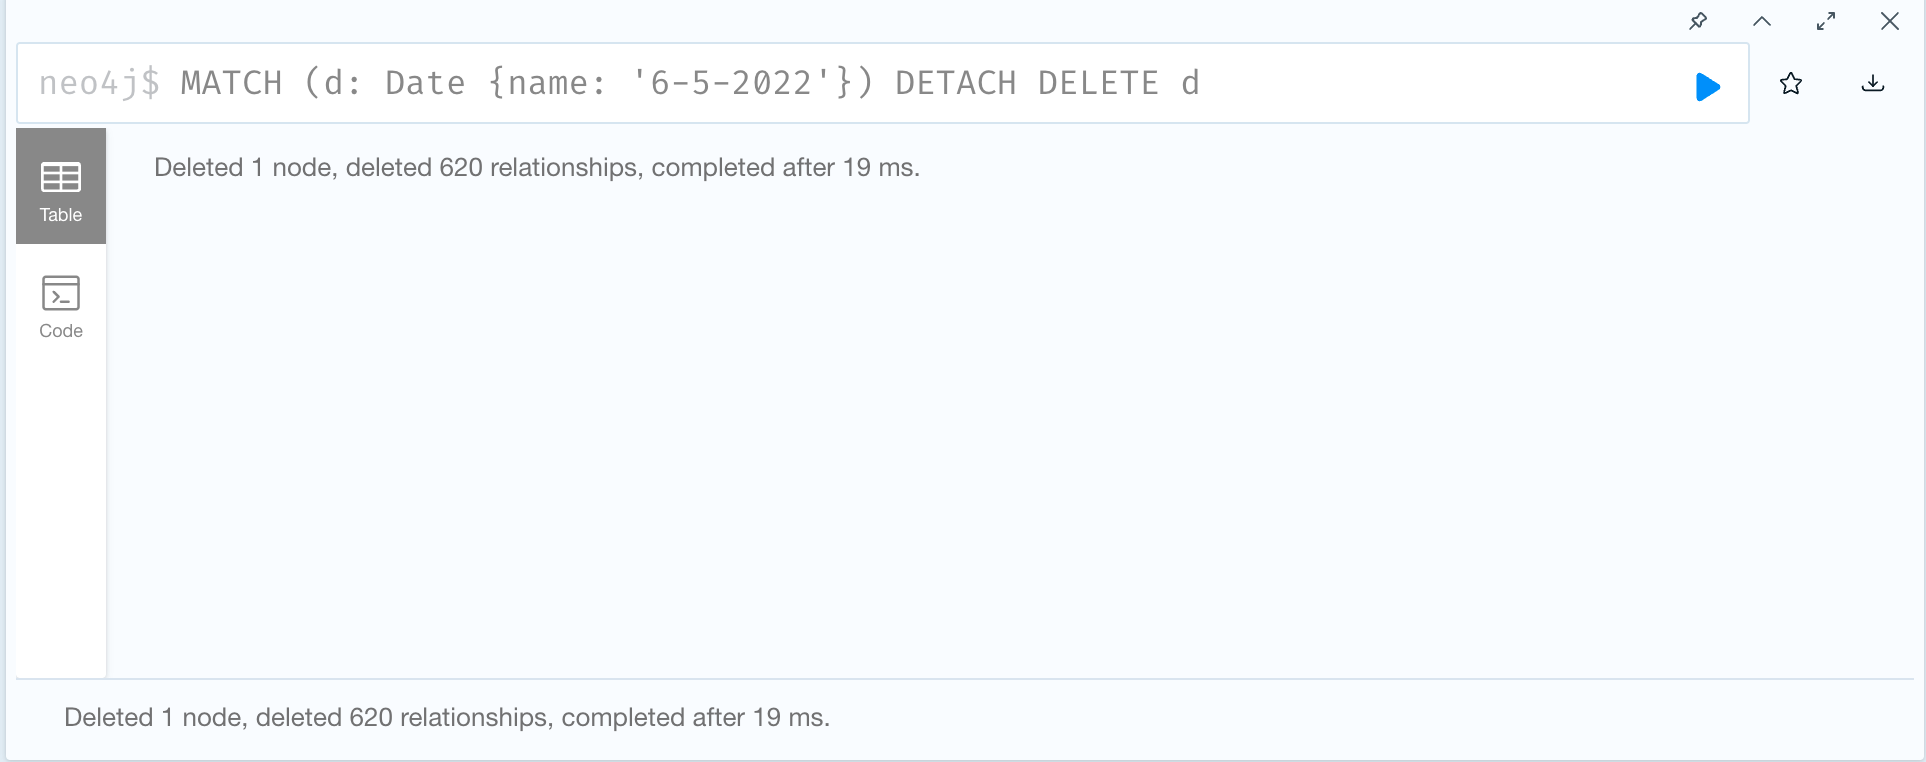 neo4j$ MATCH (d: Date {name: '6-5-2022'}) DETACH DELETE d
Deleted 1 node, deleted 620 relationships, completed after 19 ms.
Table
Code
Deleted 1 node, deleted 620 relationships, completed after 19 ms.